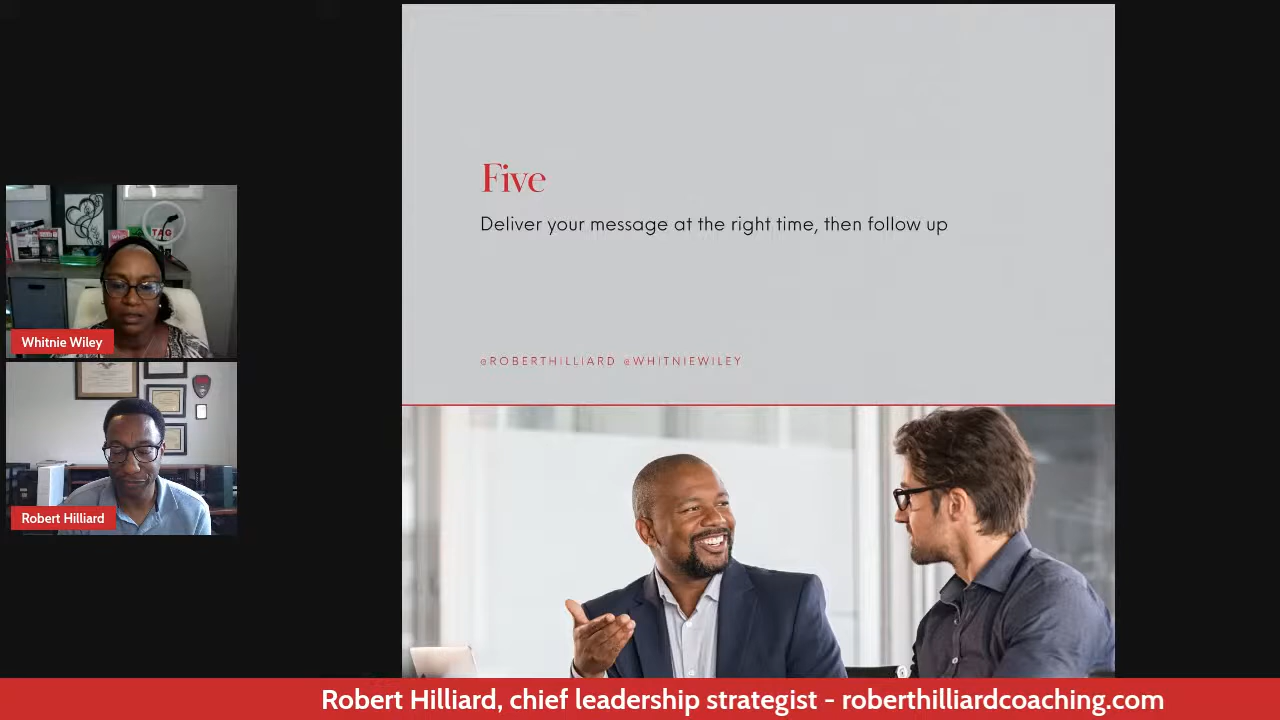 Five
Deliver your message at the right time, then follow up
@ROBERTHILLIARD @WHITNIEWILEY
TAG
Whitnie Wiley
Robert Hilliard
Robert Hilliard, chief leadership strategist - roberthilliardcoaching.com